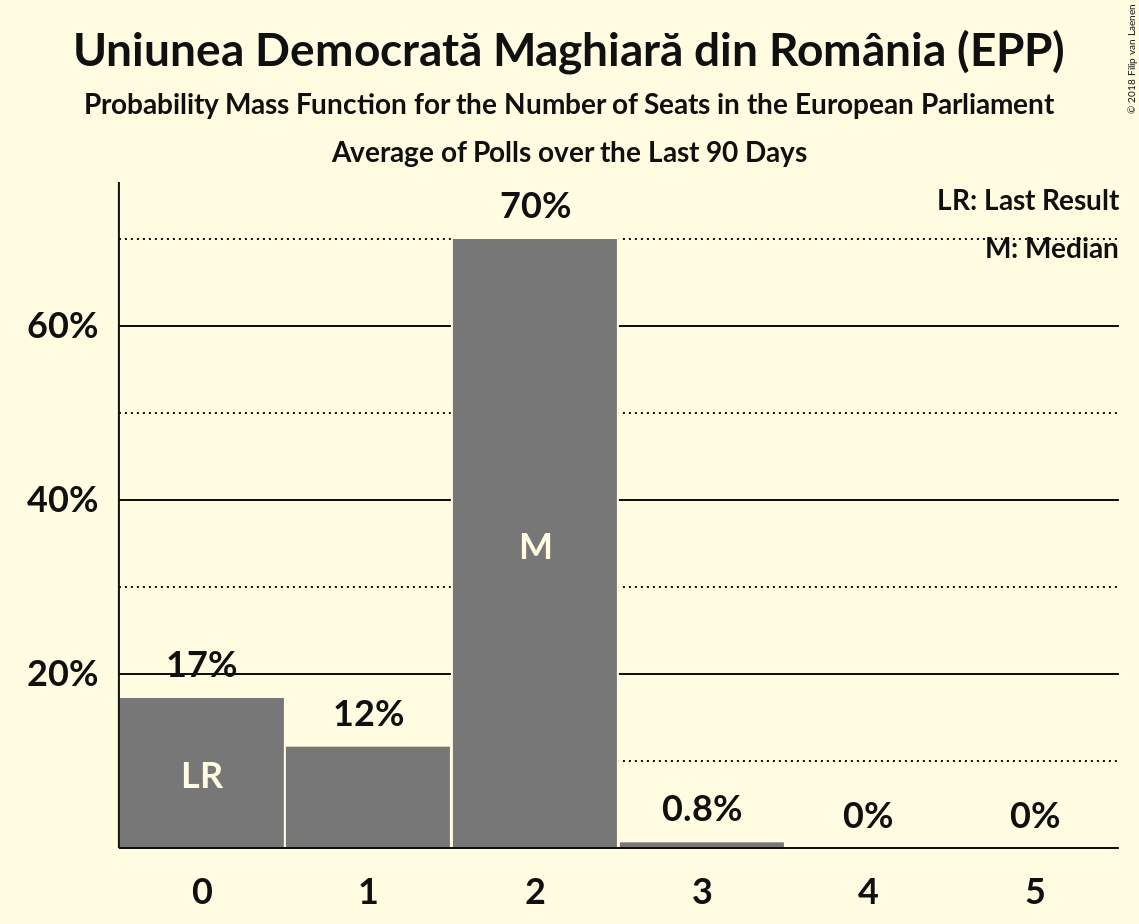 Uniunea Democrată Maghiară din România (EPP)
Probability Mass Function for the Number of Seats in the European Parliament
Average of Polls over the Last 90 Days
© 2018 Filip van Laenen
LR: Last Result
M: Median
70%
60%
40%
20%
17%
12%
0.8%
0%
0%
M
LR
0
1
2
3
4
5